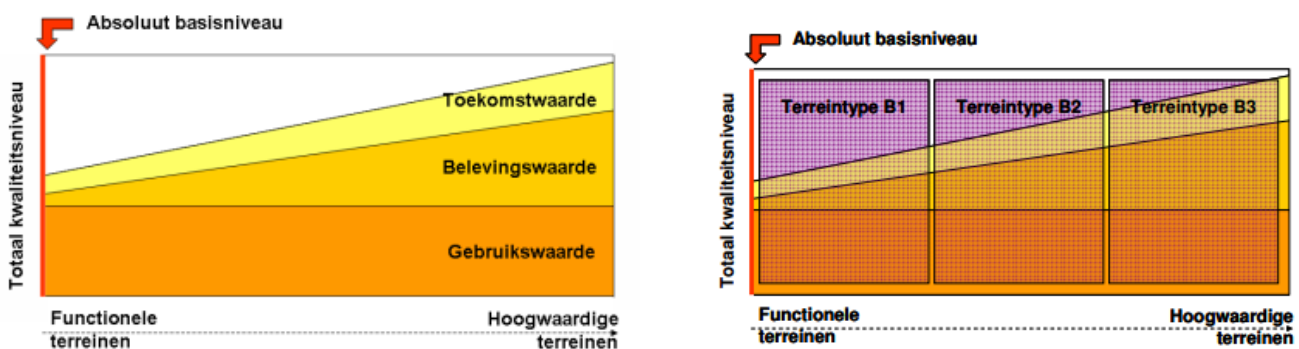 Absoluut basisniveau
Totaal kwaliteitsniveau
Toekomstwaarde
Belevingswaarde
Gebruikswaarde
Functionele
terreinen
Hoogwaardige
terreinen
Absoluut basisniveau
Totaal kwaliteitsniveau
Terreintype B1
Terreintype B2
Terreintype B3
Functionele
terreinen
Hoogwaardige
terreinen